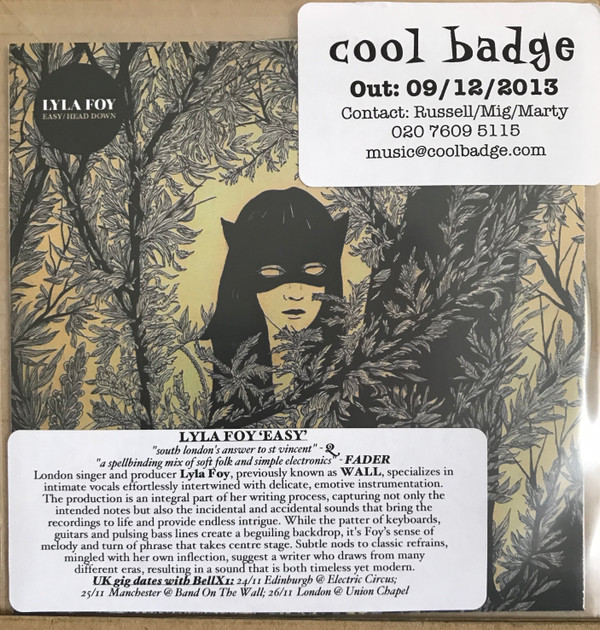 LYLA FOY
EASY/HEAD DOWN
cool badge
Out: 09/12/2013
Contact: Russell/Mig/Marty
020 7609 5115
music@coolbadge.com
LYLA FOY ‘EASY’
"south london's answer to st vincent" - Q
"a spellbinding mix of soft folk and simple electronics" - FADER
London singer and producer Lyla Foy, previously known as WALL, specializes in
intimate vocals effortlessly intertwined with delicate, emotive instrumentation.
The production is an integral part of her writing process, capturing not only the
intended notes but also the incidental and accidental sounds that bring the
recordings to life and provide endless intrigue. While the patter of keyboards,
guitars and pulsing bass lines create a beguiling backdrop, it's Foy's sense of
melody and turn of phrase that takes centre stage. Subtle nods to classic refrains,
mingled with her own inflection, suggest a writer who draws from many
different eras, resulting in a sound that is both timeless yet modern.
UK gig dates with BellX1: 24/11 Edinburgh @ Electric Circus;
25/11 Manchester @ Band On The Wall; 26/11 London @ Union Chapel